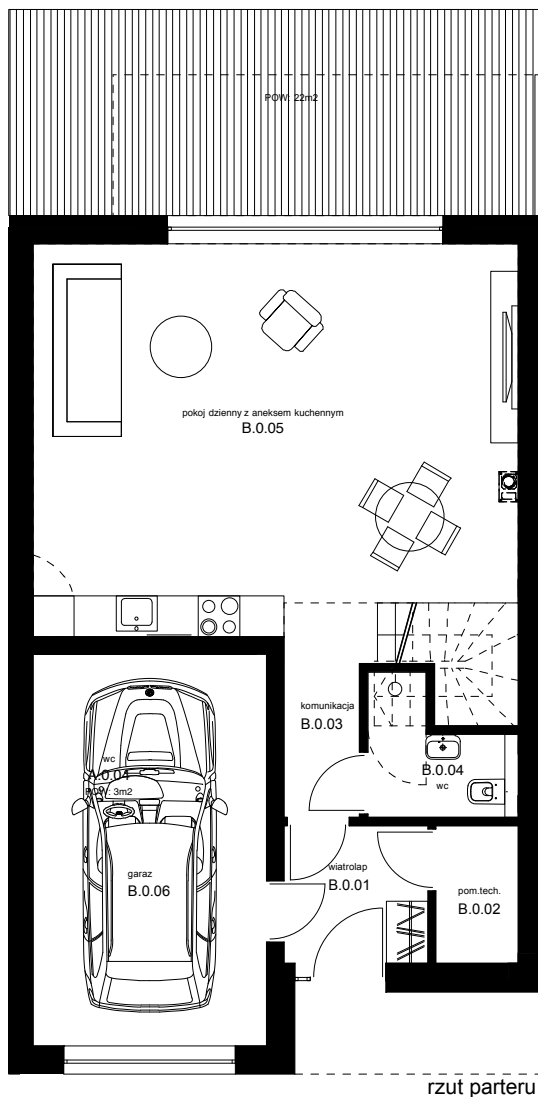 POW: 22m2
pokoj dzienny z aneksem kuchennym
B.0.05
komunikacja
B.0.03
wc
A.0.04
POW: 3m2
B.0.04
wc
garaz
B.0.06
wiatrolap
B.0.01
pom.tech.
B.0.02
rzut parteru